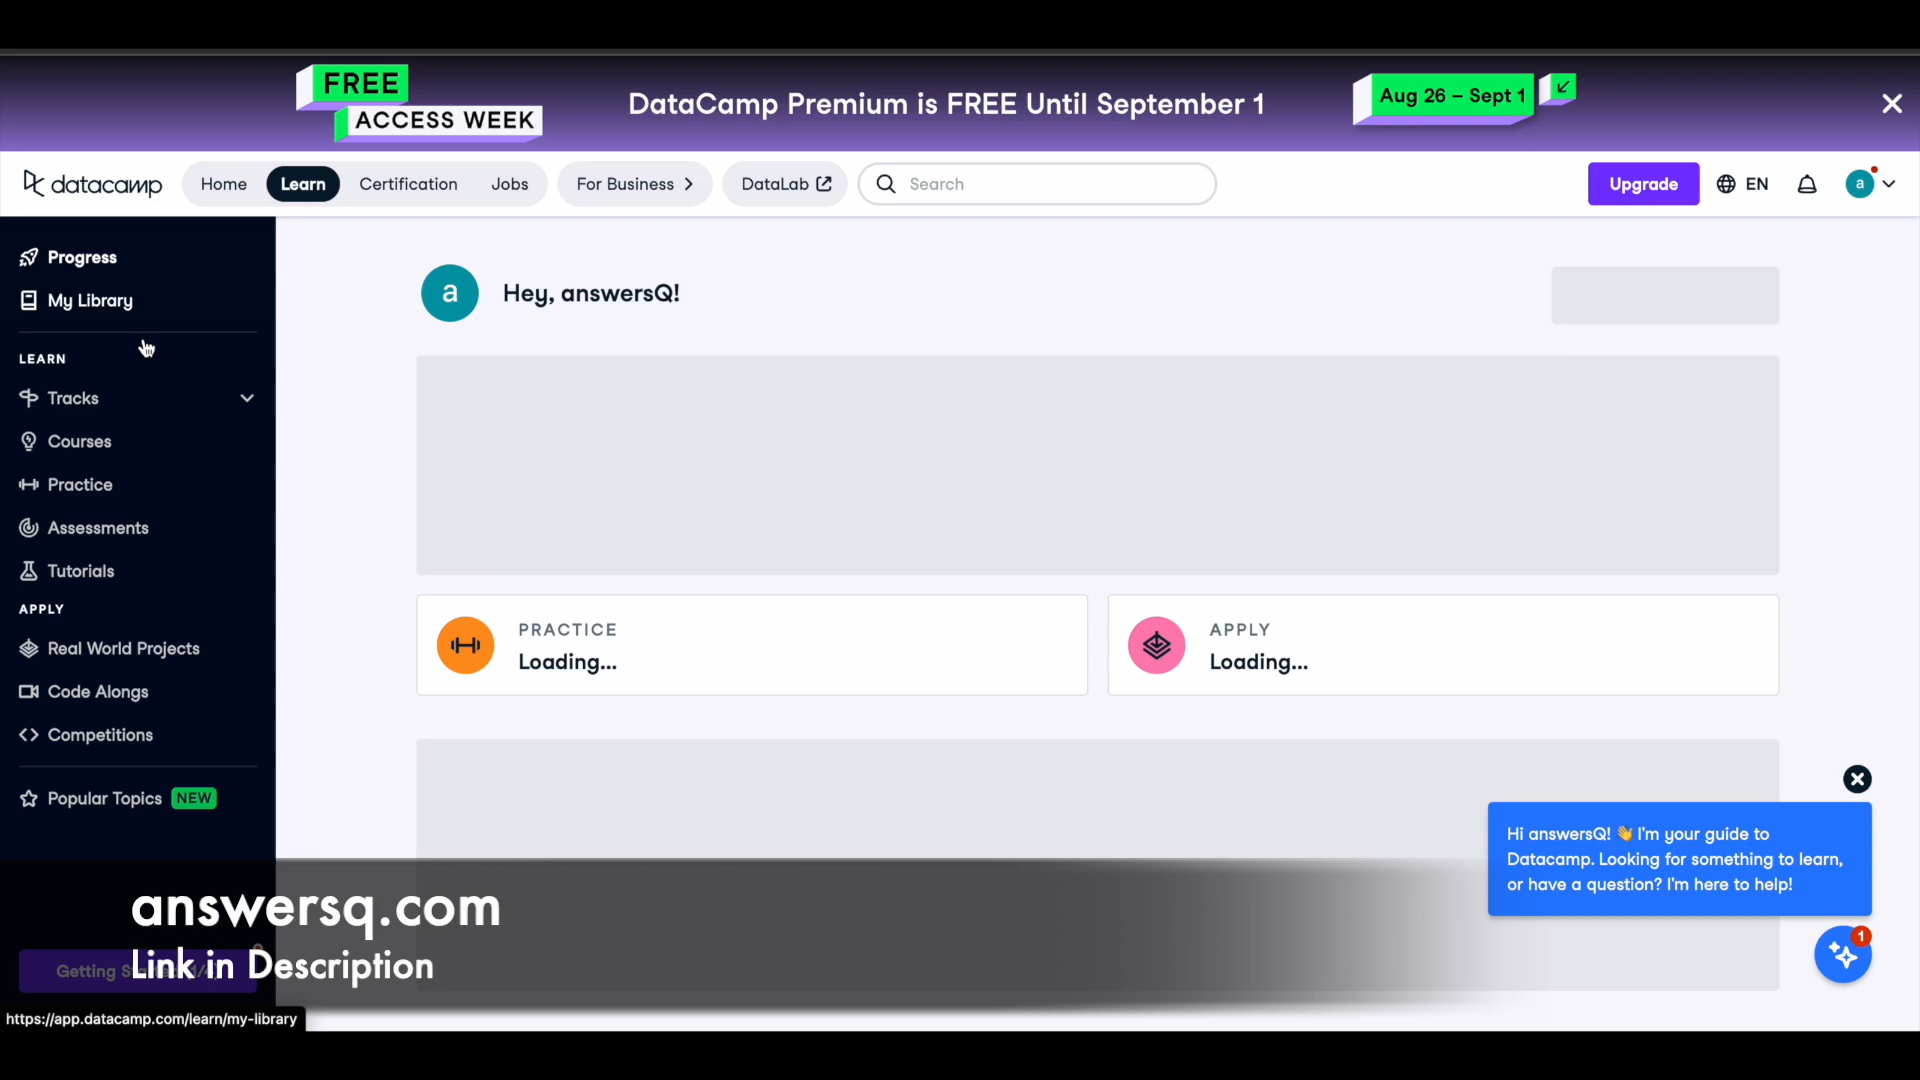 FREE
ACCESS WEEK
DataCamp Premium is FREE Until September 1
Aug 26 – Sept 1
datacamp
Home
Learn
Certification
Jobs
For Business
DataLab
Search
Upgrade
EN
a
Progress
My Library
LEARN
Tracks
Courses
Practice
Assessments
Tutorials
APPLY
Real World Projects
Code Alongs
Competitions
Popular Topics NEW
a
Hey, answersQ!
PRACTICE
Loading...
APPLY
Loading...
Hi answersQ! 👋 I'm your guide to
Datacamp. Looking for something to learn,
or have a question? I'm here to help!
1
answersq.com
Link in Description
Getting
https://app.datacamp.com/learn/my-library